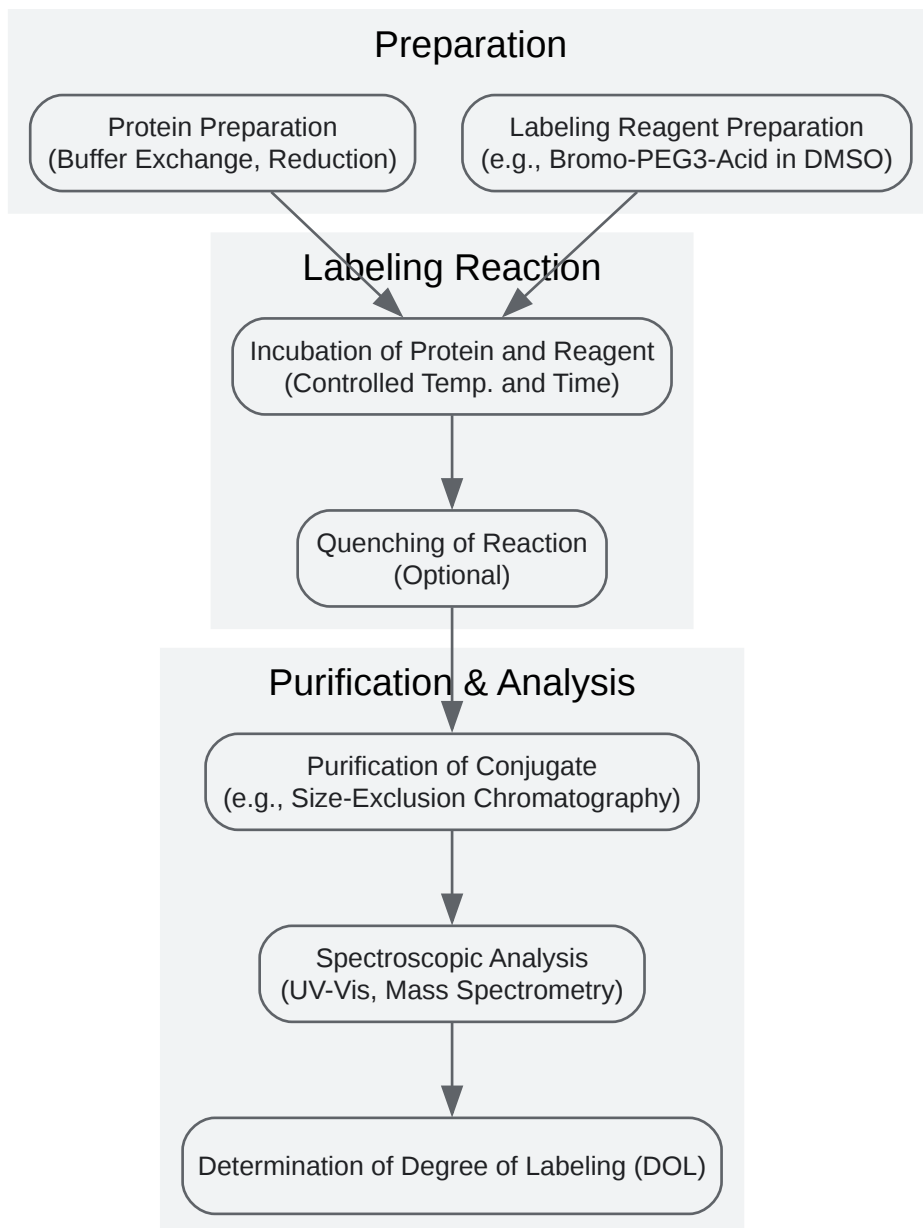 Preparation
Protein Preparation
(Buffer Exchange, Reduction)
Labeling Reagent Preparation
(e.g., Bromo-PEG3-Acid in DMSO)
Labeling Reaction
Incubation of Protein and Reagent
(Controlled Temp. and Time)
Quenching of Reaction
(Optional)
Purification & Analysis
Purification of Conjugate
(e.g., Size-Exclusion Chromatography)
Spectroscopic Analysis
(UV-Vis, Mass Spectrometry)
Determination of Degree of Labeling (DOL)